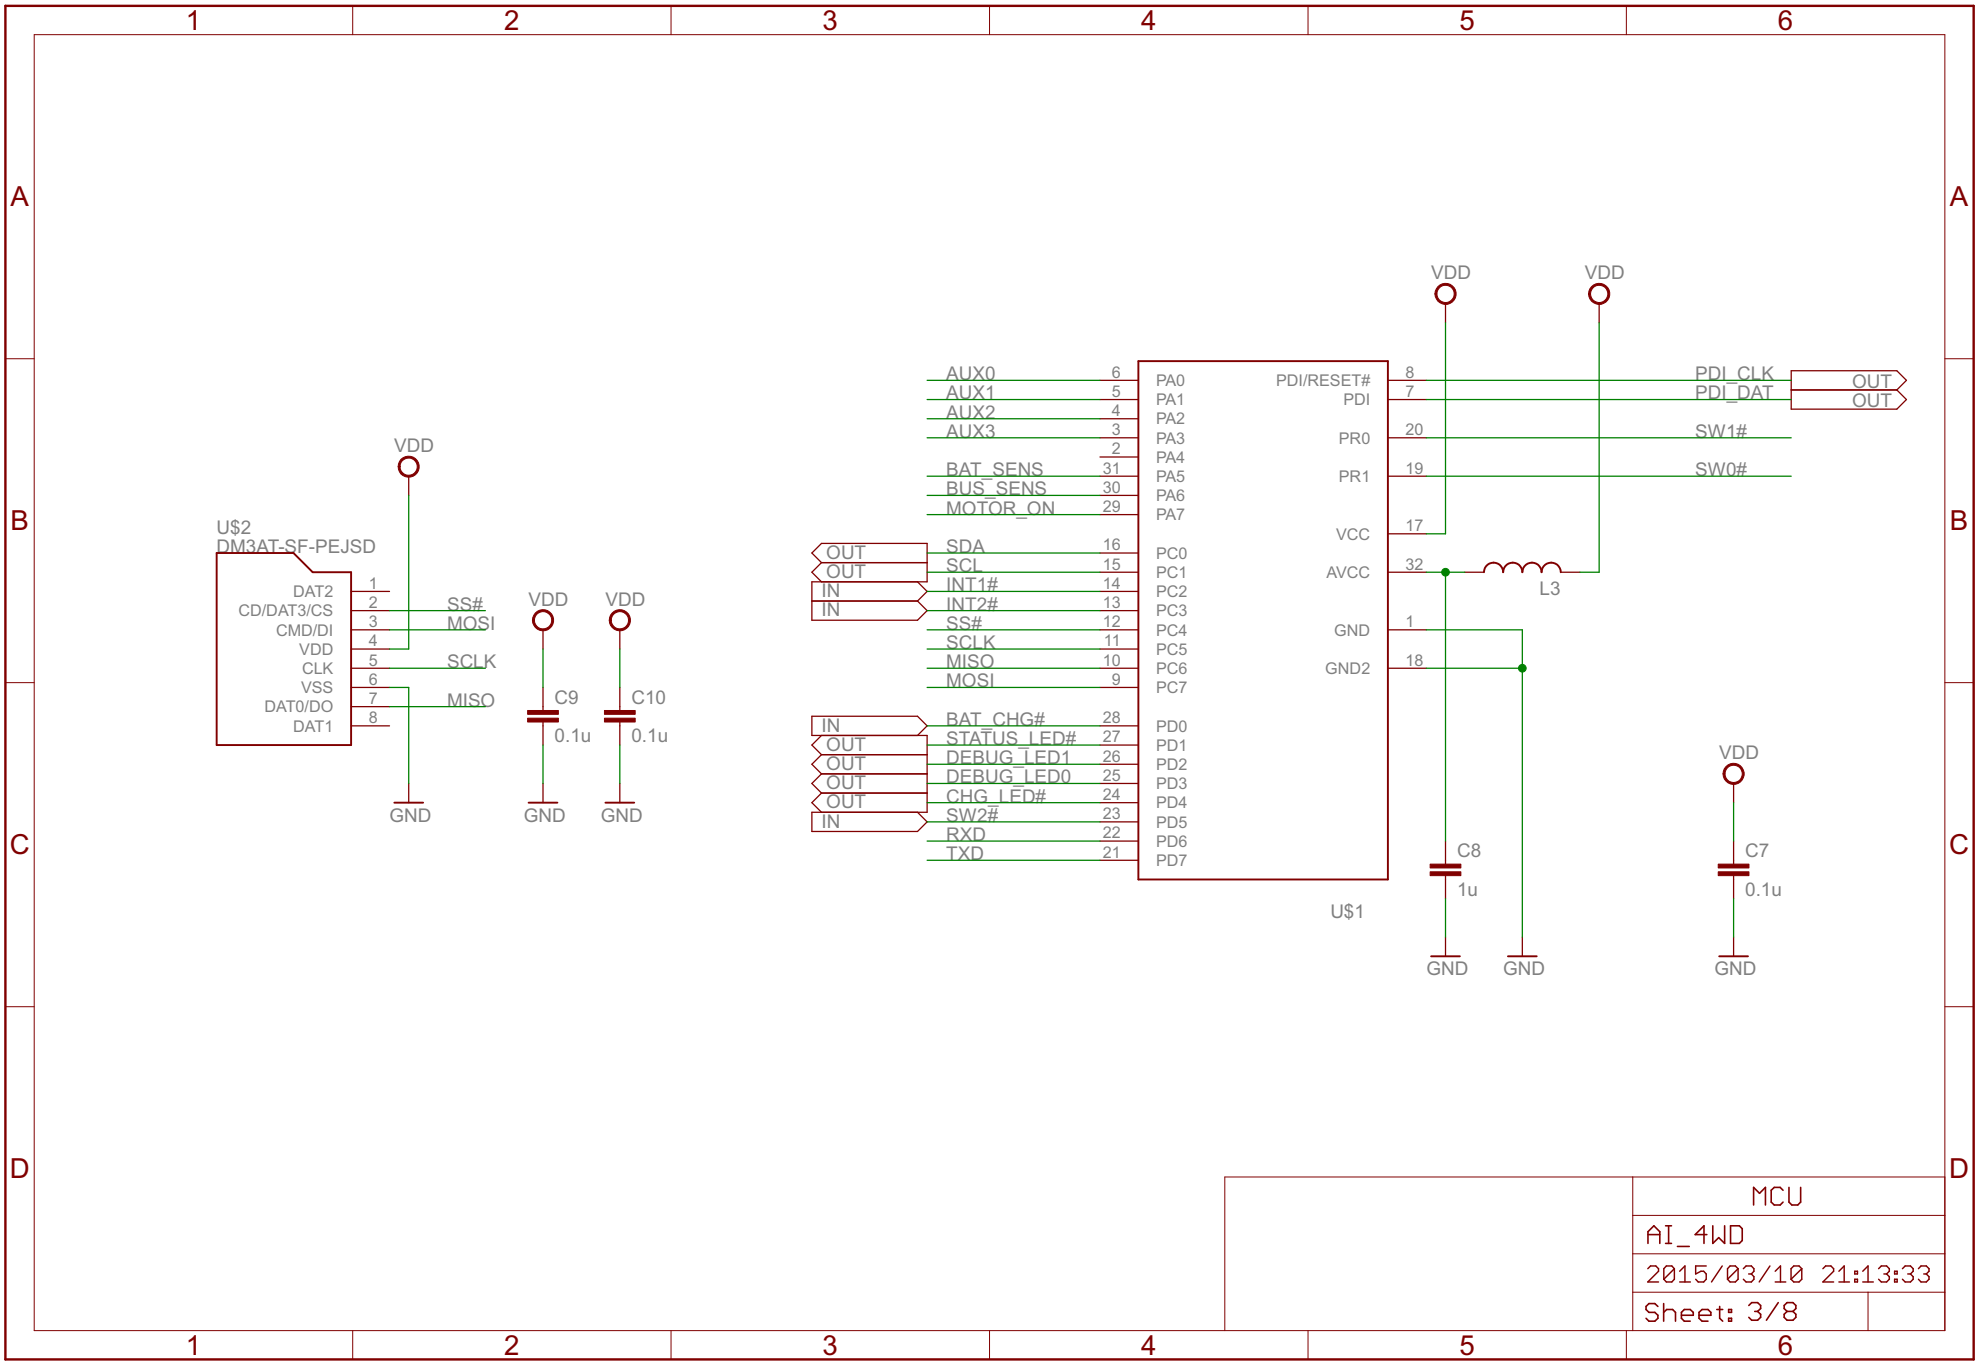 1 2 3 4 5 6
A A
VDD VDD
AUX0 6 PA0 PDI/RESET# 8 PDI_CLK OUT
AUX1 5 PA1 PDI 7 PDI_DAT OUT
AUX2 4 PA2
AUX3 3 PA3 PR0 20 SW1#
2 PA4
BAT_SENS 31 PA5 PR1 19 SW0#
BUS_SENS 30 PA6
MOTOR_ON 29 PA7
VCC 17
B B
OUT SDA 16 PC0
OUT SCL 15 PC1 AVCC 32 L3
IN INT1# 14 PC2
IN INT2# 13 PC3
SS# 12 PC4 GND 1
SCLK 11 PC5
MISO 10 PC6 GND2 18
MOSI 9 PC7
IN BAT_CHG# 28 PD0
OUT STATUS_LED# 27 PD1
OUT DEBUG_LED1 26 PD2
OUT DEBUG_LED0 25 PD3
OUT CHG_LED# 24 PD4
IN SW2# 23 PD5
RXD 22 PD6
TXD 21 PD7
U$1
VDD
U$2
DM3AT-SF-PEJSD
DAT2 1
CD/DAT3/CS 2 SS#
CMD/DI 3 MOSI
VDD 4
CLK 5 SCLK
VSS 6
DAT0/DO 7 MISO
DAT1 8
GND
VDD VDD
C9 C10
0.1u 0.1u
GND GND
VDD
C C
C8 C7
1u 0.1u
GND GND GND
D D
MCU
AI_4WD
2015/03/10 21:13:33
Sheet: 3/8
1 2 3 4 5 6